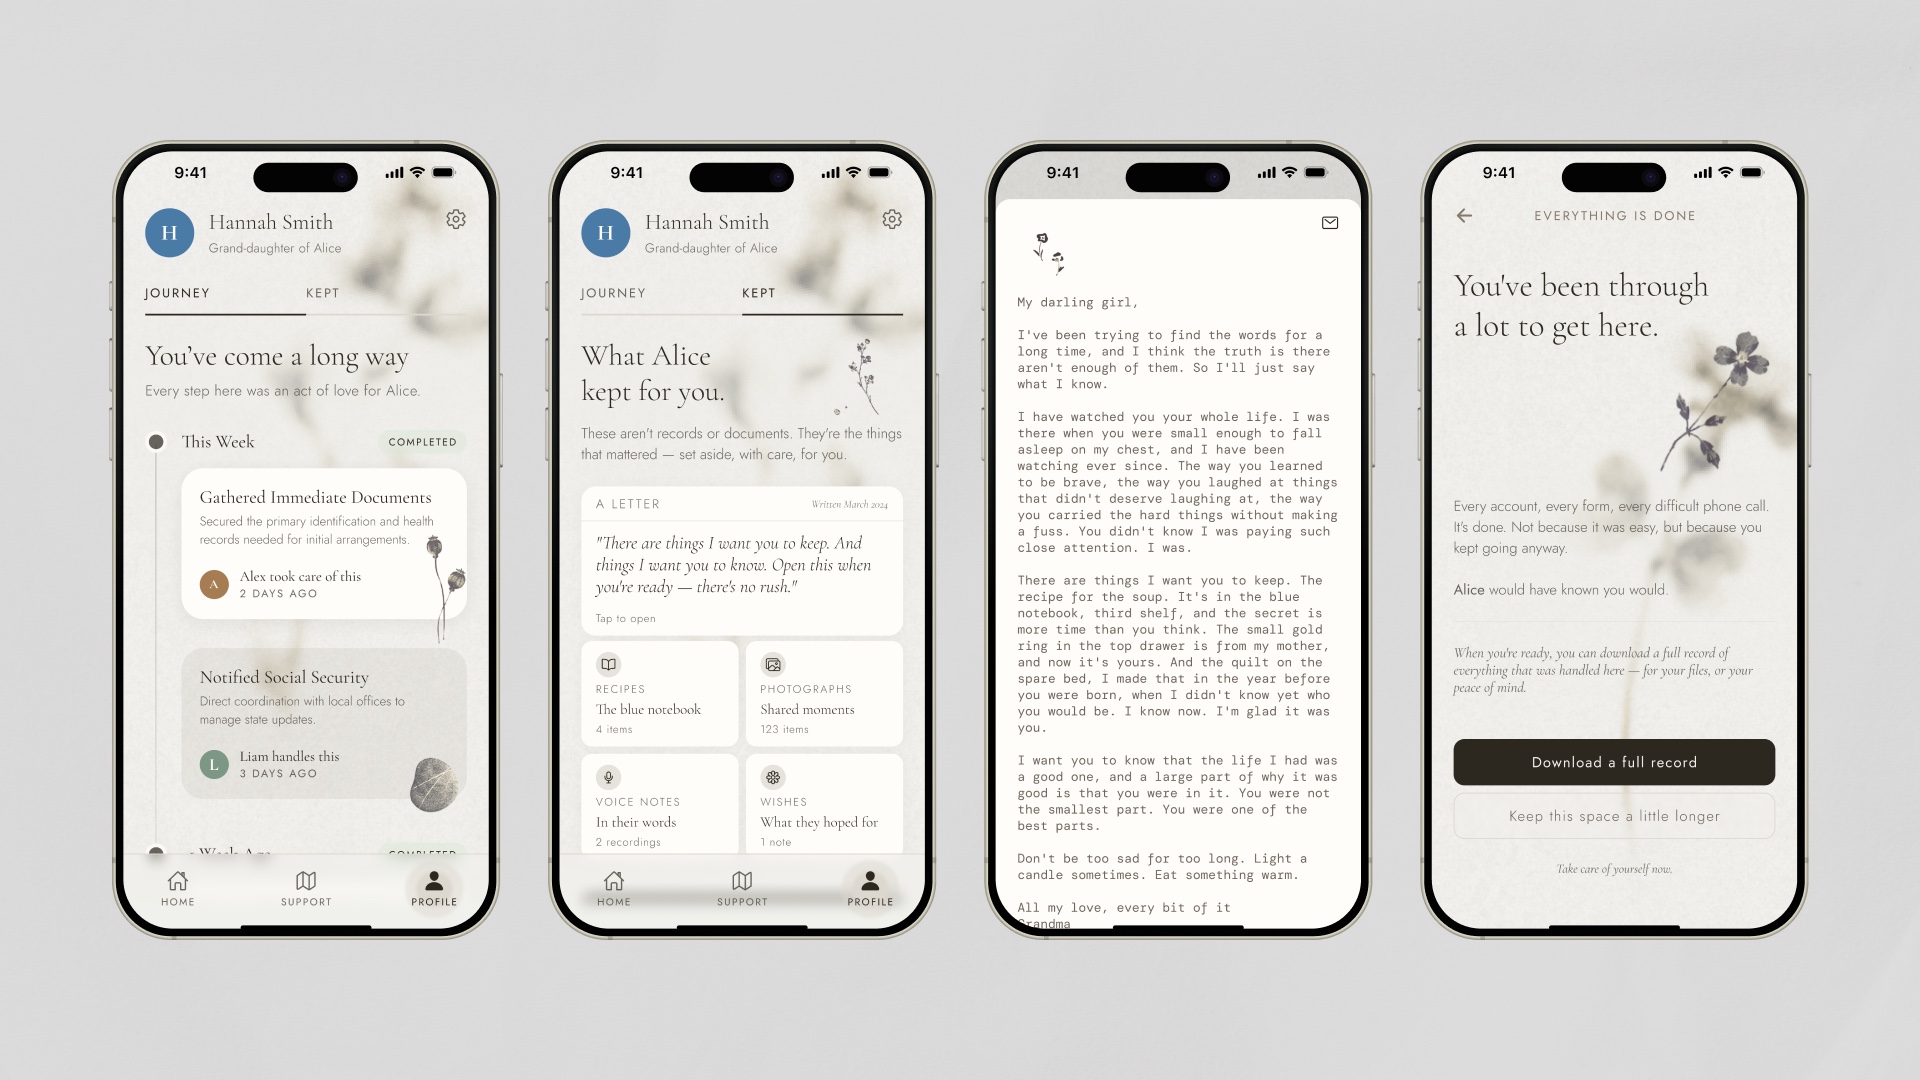 9:41
H
Hannah Smith
Grand-daughter of Alice
JOURNEY
KEPT
You've come a long way
Every step here was an act of love for Alice.
This Week
COMPLETED
Gathered Immediate Documents
Secured the primary identification and health
records needed for initial arrangements.
A
Alex took care of this
2 DAYS AGO
Notified Social Security
Direct coordination with local offices to
manage state updates.
L
Liam handles this
3 DAYS AGO
Week Ago
COMPLETED
HOME
SUPPORT
PROFILE
9:41
H
Hannah Smith
Grand-daughter of Alice
JOURNEY
KEPT
What Alice
kept for you.
These aren't records or documents. They're the things
that mattered — set aside, with care, for you.
A LETTER
Written March 2024
"There are things I want you to keep. And
things I want you to know. Open this when
you're ready — there's no rush."
Tap to open
RECIPES
The blue notebook
4 items
PHOTOGRAPHS
Shared moments
123 items
VOICE NOTES
In their words
2 recordings
WISHES
What they hoped for
1 note
HOME
SUPPORT
PROFILE
9:41
My darling girl,
I've been trying to find the words for a
long time, and I think the truth is there
aren't enough of them. So I'll just say
what I know.
I have watched you your whole life. I was
there when you were small enough to fall
asleep on my chest, and I have been
watching ever since. The way you learned
to be brave, the way you laughed at things
that didn't deserve laughing at, the way
you carried the hard things without making
a fuss. You didn't know I was paying such
close attention. I was.
There are things I want you to keep. The
recipe for the soup. It's in the blue
notebook, third shelf, and the secret is
more time than you think. The small gold
ring in the top drawer is from my mother,
and now it's yours. And the quilt on the
spare bed, I made that in the year before
you were born, when I didn't know yet who
you would be. I know now. I'm glad it was
you.
I want you to know that the life I had was
a good one, and a large part of why it was
good is that you were in it. You were not
the smallest part. You were one of the
best parts.
Don't be too sad for too long. Light a
candle sometimes. Eat something warm.
All my love, every bit of it
Grandma
9:41
EVERYTHING IS DONE
You've been through
a lot to get here.
Every account, every form, every difficult phone call.
It's done. Not because it was easy, but because you
kept going anyway.
Alice would have known you would.
When you're ready, you can download a full record of
everything that was handled here — for your files, or your
peace of mind.
Download a full record
Keep this space a little longer
Take care of yourself now.